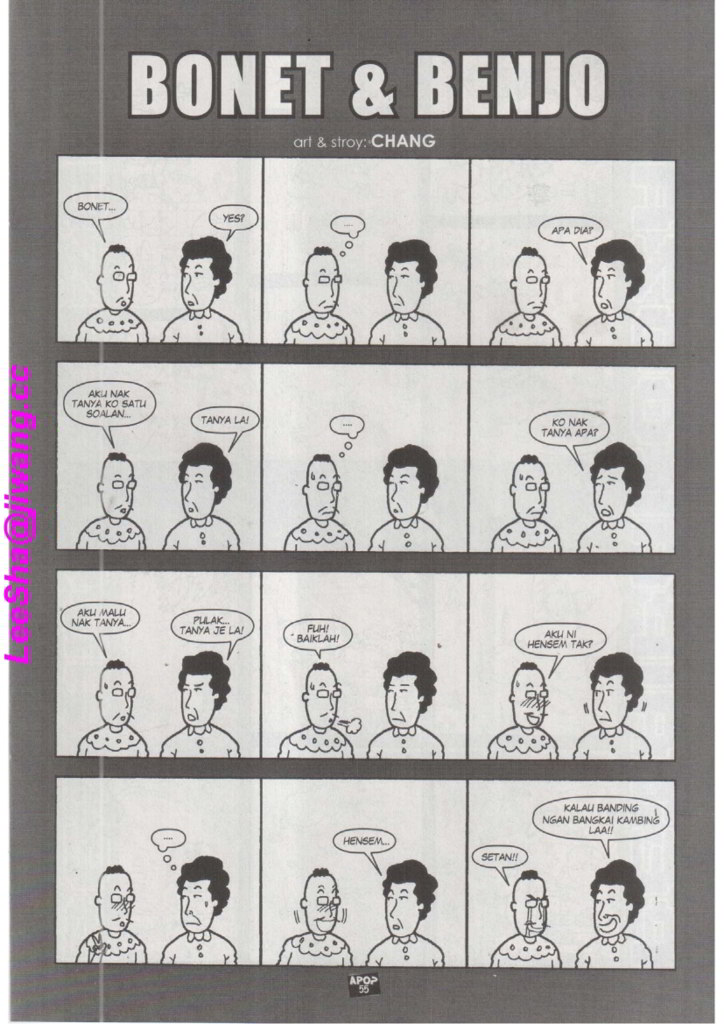 BONET & BENJO
art & stroy: CHANG
BONET...
YES?
....
APA DIA?
AKU NAK
TANYA KO SATU
SOALAN...
TANYA LA!
....
KO NAK
TANYA APA?
AKU MALU
NAK TANYA...
PULAK...
TANYA JE LA!
FUH!
BAIKLAH!
AKU NI
HENSEM TAK?
....
HENSEM...
SETAN!!
KALAU BANDING
NGAN BANGKAI KAMBING
LAA!!
APOP
55
LeeSha@jiwang.cc